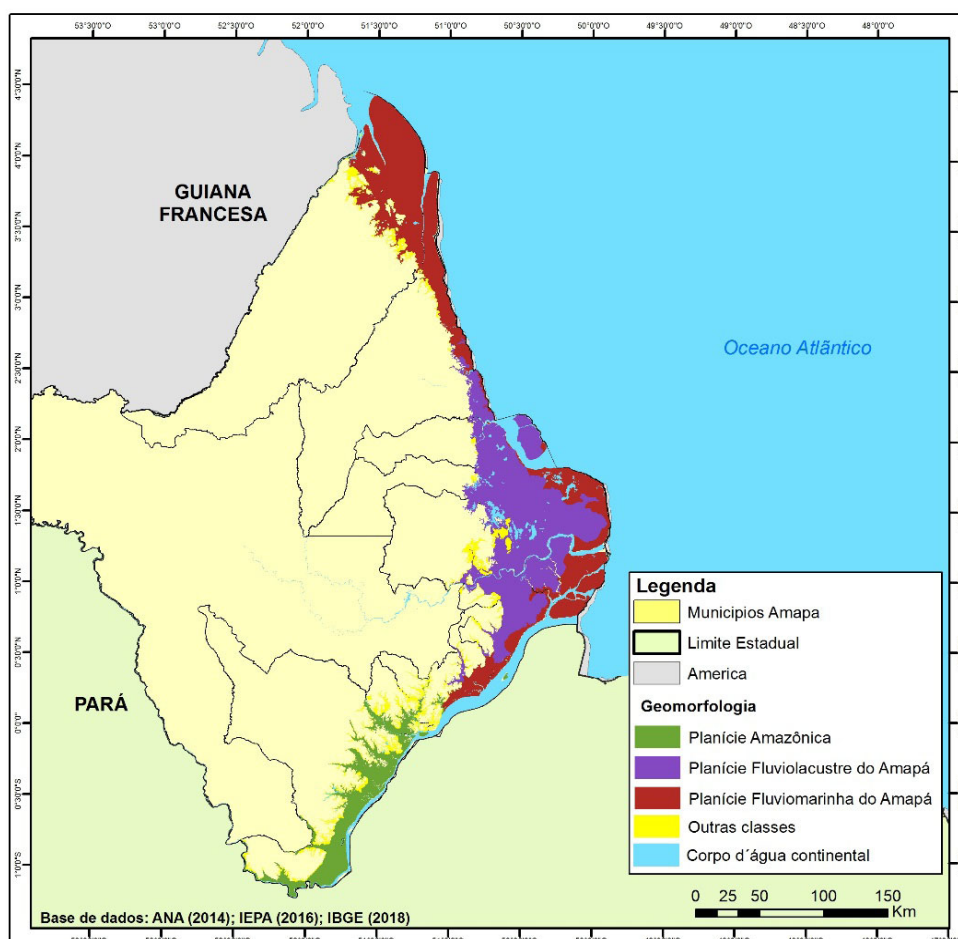 53°30'0"O 53°0'0"O 52°30'0"O 52°0'0"O 51°30'0"O 51°0'0"O 50°30'0"O 50°0'0"O 49°30'0"O 49°0'0"O 48°30'0"O 48°0'0"O
4°30'0"N
4°0'0"N
3°30'0"N
3°0'0"N
2°30'0"N
2°0'0"N
1°30'0"N
1°0'0"N
0°30'0"N
0°0'0"
0°30'0"S
1°0'0"S
GUIANA
FRANCESA
Oceano Atlântico
PARÁ
Legenda
Municipios Amapa
Limite Estadual
America
Geomorfologia
Planície Amazônica
Planície Fluviolacustre do Amapá
Planície Fluviomarinha do Amapá
Outras classes
Corpo d´água continental
0 25 50 100 150
Km
Base de dados: ANA (2014); IEPA (2016); IBGE (2018)